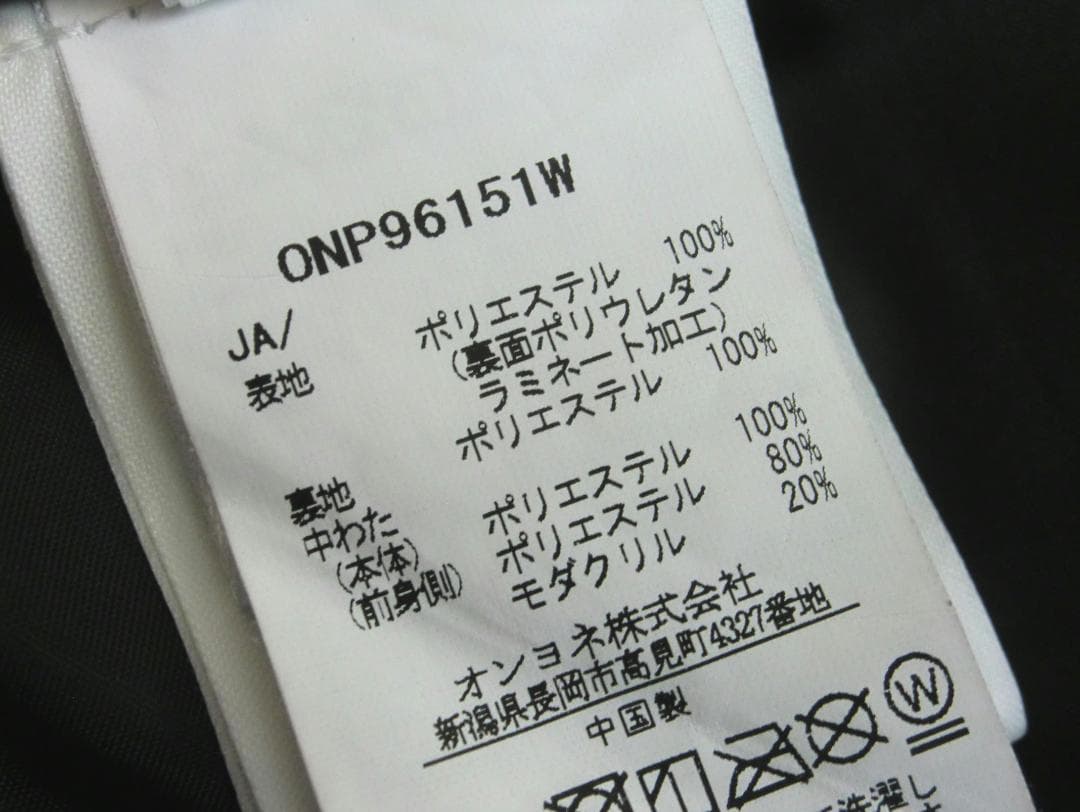 ONP96151W
JA/
表地 ポリエステル 100%
(裏面ポリウレタン
ラミネート加工)
ポリエステル 100%
裏地 ポリエステル 100%
中わた
(本体) ポリエステル 80%
(前身側) モダクリル 20%
オンヨネ株式会社
新潟県長岡市高見町4327番地
中国製
W
洗濯し